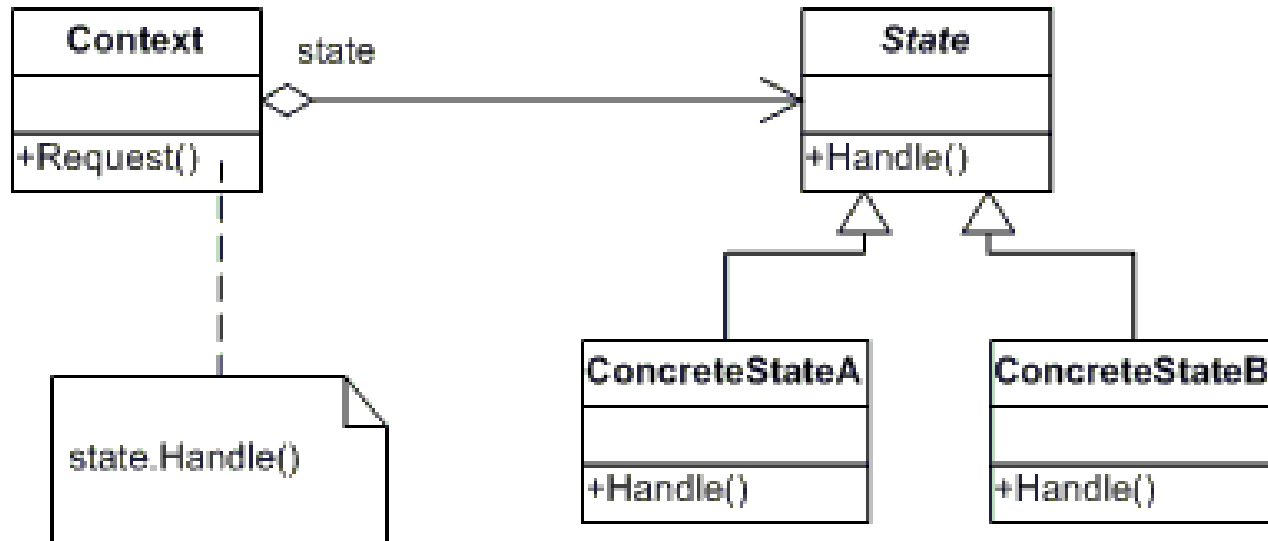 Context
state
State
+Request()
+Handle()
ConcreteStateA
ConcreteStateB
state.Handle()
+Handle()
+Handle()